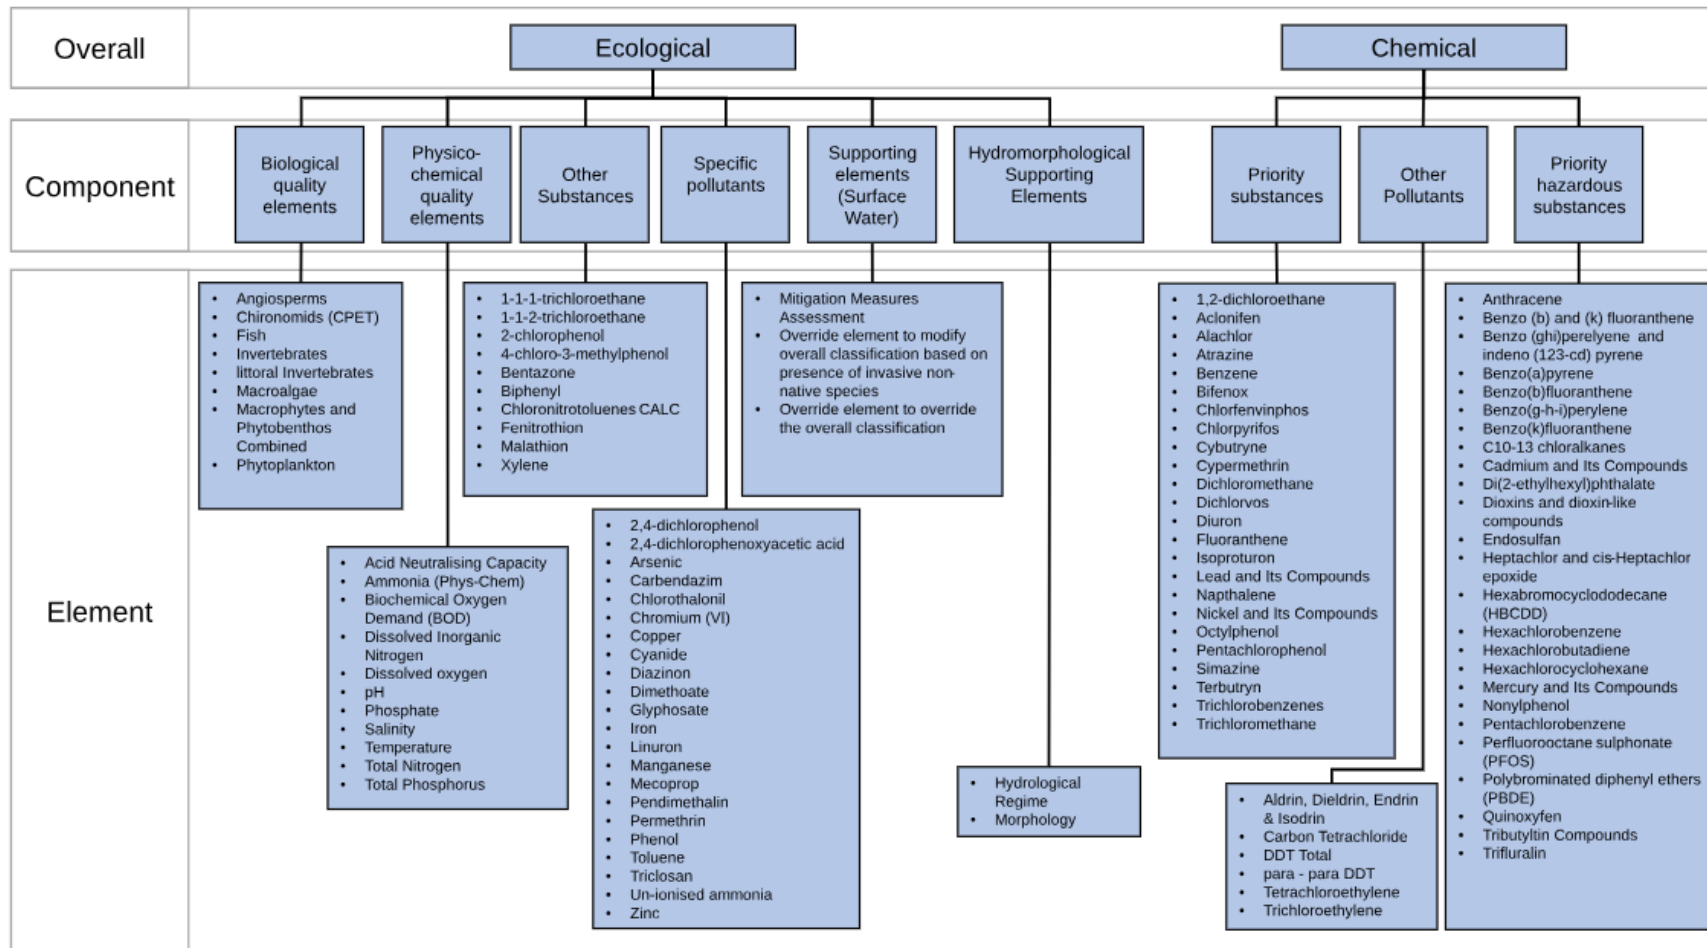 Overall
Ecological
Chemical
Component
Biological
quality
elements
Physico-
chemical
quality
elements
Other
Substances
Specific
pollutants
Supporting
elements
(Surface
Water)
Hydromorphological
Supporting
Elements
Priority
substances
Other
Pollutants
Priority
hazardous
substances
Element
• Angiosperms
• Chironomids (CPET)
• Fish
• Invertebrates
• littoral Invertebrates
• Macroalgae
• Macrophytes and
Phytobenthos
Combined
• Phytoplankton
• Acid Neutralising Capacity
• Ammonia (Phys-Chem)
• Biochemical Oxygen
Demand (BOD)
• Dissolved Inorganic
Nitrogen
• Dissolved oxygen
• pH
• Phosphate
• Salinity
• Temperature
• Total Nitrogen
• Total Phosphorus
• 1-1-1-trichloroethane
• 1-1-2-trichloroethane
• 2-chlorophenol
• 4-chloro-3-methylphenol
• Bentazone
• Biphenyl
• Chloronitrotoluenes CALC
• Fenitrothion
• Malathion
• Xylene
• 2,4-dichlorophenol
• 2,4-dichlorophenoxyacetic acid
• Arsenic
• Carbendazim
• Chlorothalonil
• Chromium (VI)
• Copper
• Cyanide
• Diazinon
• Dimethoate
• Glyphosate
• Iron
• Linuron
• Manganese
• Mecoprop
• Pendimethalin
• Permethrin
• Phenol
• Toluene
• Triclosan
• Un-ionised ammonia
• Zinc
• Mitigation Measures
Assessment
• Override element to modify
overall classification based on
presence of invasive non-
native species
• Override element to override
the overall classification
• Hydrological
Regime
• Morphology
• 1,2-dichloroethane
• Aclonifen
• Alachlor
• Atrazine
• Benzene
• Bifenox
• Chlorfenvinphos
• Chlorpyrifos
• Cybutryne
• Cypermethrin
• Dichloromethane
• Dichlorvos
• Diuron
• Fluoranthene
• Isoproturon
• Lead and Its Compounds
• Napthalene
• Nickel and Its Compounds
• Octylphenol
• Pentachlorophenol
• Simazine
• Terbutryn
• Trichlorobenzenes
• Trichloromethane
• Aldrin, Dieldrin, Endrin
& Isodrin
• Carbon Tetrachloride
• DDT Total
• para - para DDT
• Tetrachloroethylene
• Trichloroethylene
• Anthracene
• Benzo (b) and (k) fluoranthene
• Benzo (ghi)perelyene and
indeno (123-cd) pyrene
• Benzo(a)pyrene
• Benzo(b)fluoranthene
• Benzo(g-h-i)perylene
• Benzo(k)fluoranthene
• C10-13 chloralkanes
• Cadmium and Its Compounds
• Di(2-ethylhexyl)phthalate
• Dioxins and dioxin-like
compounds
• Endosulfan
• Heptachlor and cis-Heptachlor
epoxide
• Hexabromocyclododecane
(HBCDD)
• Hexachlorobenzene
• Hexachlorobutadiene
• Hexachlorocyclohexane
• Mercury and Its Compounds
• Nonylphenol
• Pentachlorobenzene
• Perfluorooctane sulphonate
(PFOS)
• Polybrominated diphenyl ethers
(PBDE)
• Quinoxyfen
• Tributyltin Compounds
• Trifluralin